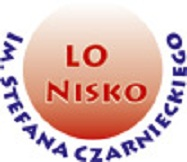 LO
NISKO
IM. STEFANA CZARNIECKIEGO